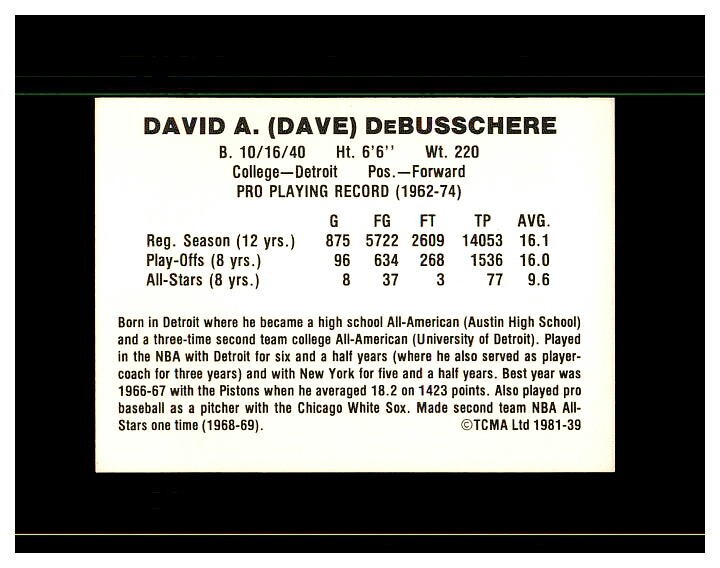 DAVID A. (DAVE) DeBUSSCHERE
B. 10/16/40 Ht. 6'6'' Wt. 220
College—Detroit Pos.—Forward
PRO PLAYING RECORD (1962-74)
G FG FT TP AVG.
Reg. Season (12 yrs.) 875 5722 2609 14053 16.1
Play-Offs (8 yrs.) 96 634 268 1536 16.0
All-Stars (8 yrs.) 8 37 3 77 9.6
Born in Detroit where he became a high school All-American (Austin High School)
and a three-time second team college All-American (University of Detroit). Played
in the NBA with Detroit for six and a half years (where he also served as player-
coach for three years) and with New York for five and a half years. Best year was
1966-67 with the Pistons when he averaged 18.2 on 1423 points. Also played pro
baseball as a pitcher with the Chicago White Sox. Made second team NBA All-
Stars one time (1968-69). ©TCMA Ltd 1981-39